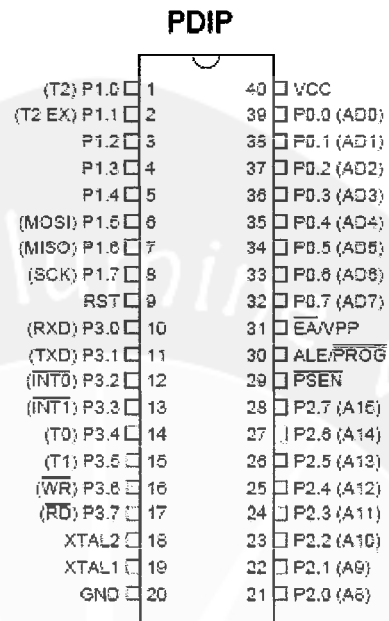 PDIP
(T2) P1.0 1 40 VCC
(T2 EX) P1.1 2 39 P0.0 (AD0)
P1.2 3 38 P0.1 (AD1)
P1.3 4 37 P0.2 (AD2)
P1.4 5 36 P0.3 (AD3)
(MOSI) P1.5 6 35 P0.4 (AD4)
(MISO) P1.6 7 34 P0.5 (AD5)
(SCK) P1.7 8 33 P0.6 (AD6)
RST 9 32 P0.7 (AD7)
(RXD) P3.0 10 31 EA/VPP
(TXD) P3.1 11 30 ALE/PROG
(INT0) P3.2 12 29 PSEN
(INT1) P3.3 13 28 P2.7 (A15)
(T0) P3.4 14 27 P2.6 (A14)
(T1) P3.5 15 26 P2.5 (A13)
(WR) P3.6 16 25 P2.4 (A12)
(RD) P3.7 17 24 P2.3 (A11)
XTAL2 18 23 P2.2 (A10)
XTAL1 19 22 P2.1 (A9)
GND 20 21 P2.0 (A8)